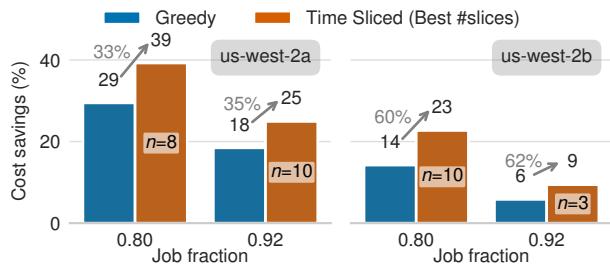 Greedy
Time Sliced (Best #slices)
Cost savings (%)
40
20
0
us-west-2a
33%
29
39
n=8
35%
18
25
n=10
0.80
0.92
Job fraction
us-west-2b
60%
14
23
n=10
62%
6
9
n=3
0.80
0.92
Job fraction